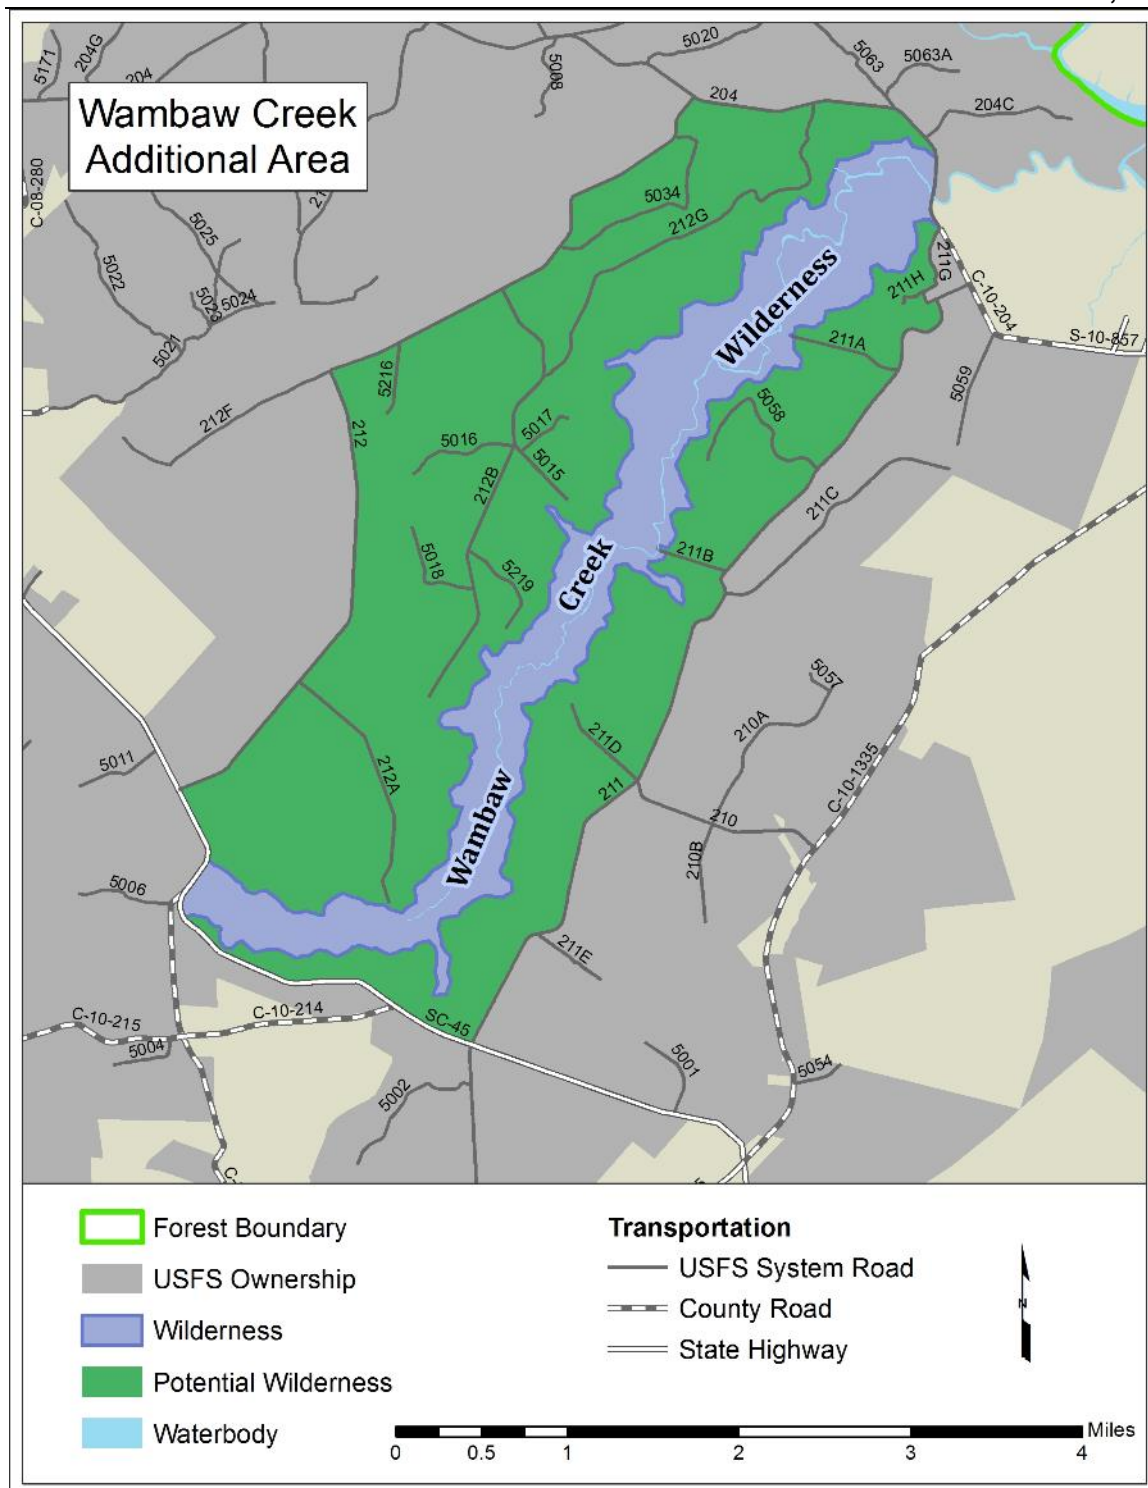 Wambaw Creek
Additional Area
5171
204G
204
5008
5020
5063
5063A
204
204C
C-08-280
5025
5022
5023
5024
5021
5034
212G
211G
211H
C-10-204
S-10-857
211A
5059
5216
212F
212
5017
5016
5015
212B
5058
211C
5018
5219
211B
Wilderness
Creek
Wambaw
5057
210A
211D
211
C-10-1335
5011
212A
210
210B
5006
211E
C-10-214
C-10-215
SC-45
5004
5002
5001
5054
Forest Boundary
USFS Ownership
Wilderness
Potential Wilderness
Waterbody
Transportation
USFS System Road
County Road
State Highway
N
Miles
0 0.5 1 2 3 4